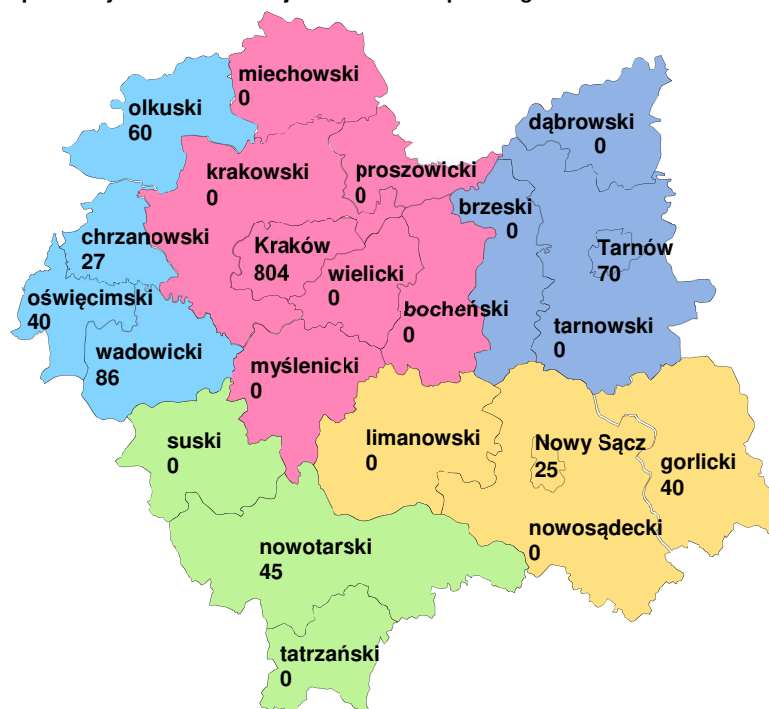 miechowski
0
olkuski
60
dąbrowski
0
krakowski
0
proszowicki
0
brzeski
0
chrzanowski
27
Kraków
804
wielicki
0
Tarnów
70
oświęcimski
40
bocheński
0
tarnowski
0
wadowicki
86
myślenicki
0
suski
0
limanowski
0
Nowy Sącz
25
gorlicki
40
nowosądecki
0
nowotarski
45
tatrzański
0